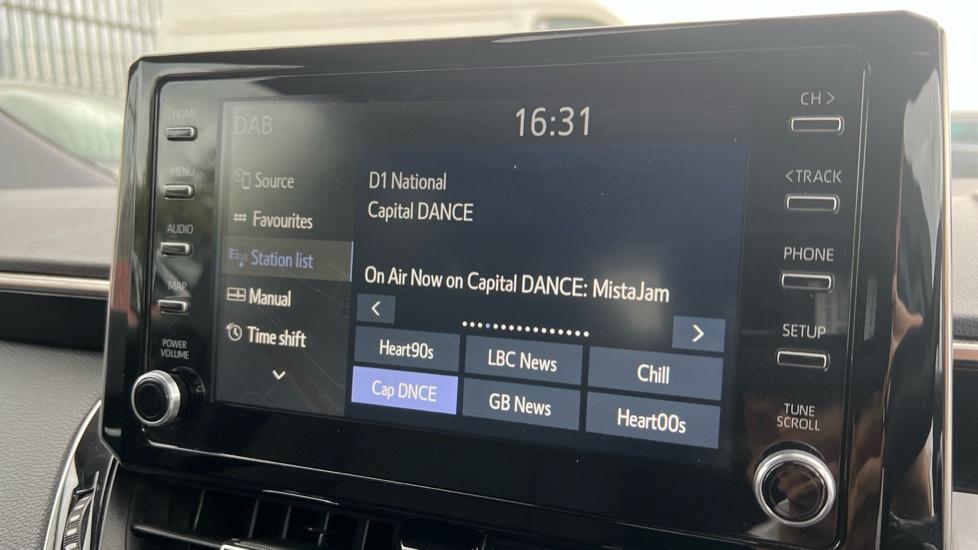 HOME
MENU
AUDIO
MAP
POWER
VOLUME
DAB
16:31
Source
Favourites
Station list
Manual
Time shift
D1 National
Capital DANCE
On Air Now on Capital DANCE: MistaJam
Heart90s
LBC News
Chill
Cap DNCE
GB News
Heart00s
CH >
< TRACK
PHONE
SETUP
TUNE
SCROLL